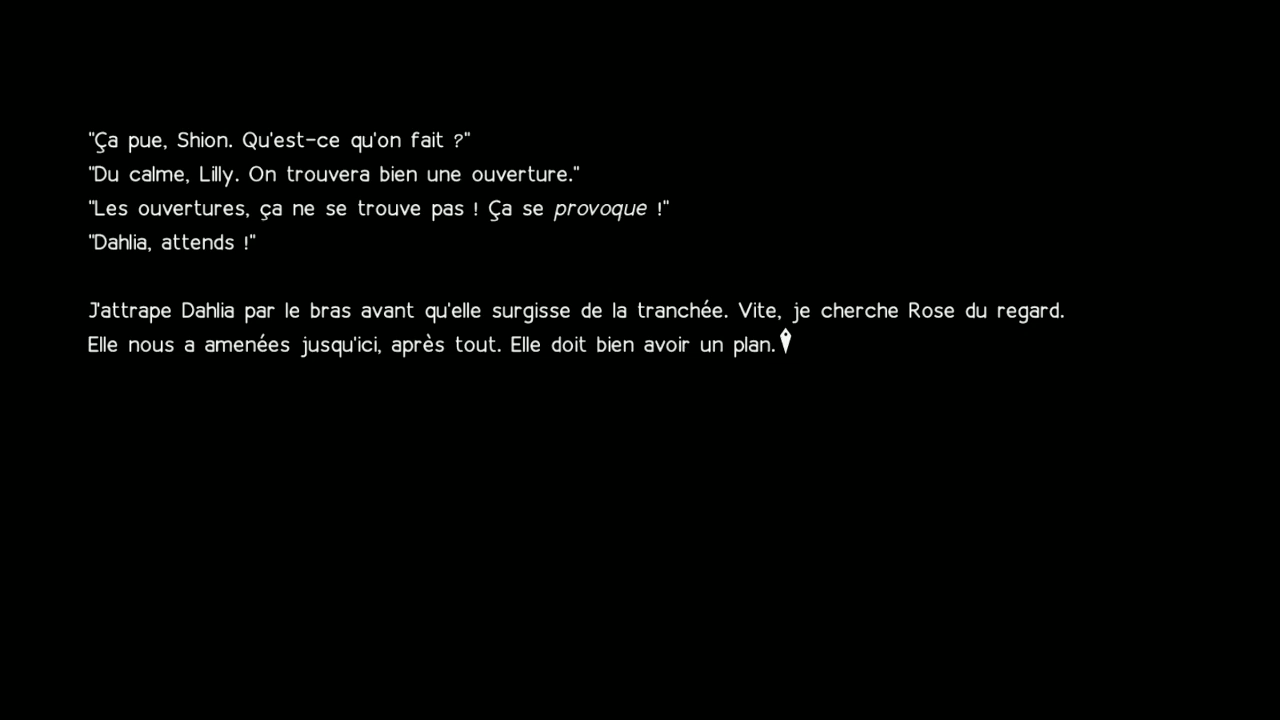 "Ça pue, Shion. Qu'est-ce qu'on fait ?"
"Du calme, Lilly. On trouvera bien une ouverture."
"Les ouvertures, ça ne se trouve pas ! Ça se provoque !"
"Dahlia, attends !"
J'attrape Dahlia par le bras avant qu'elle surgisse de la tranchée. Vite, je cherche Rose du regard.
Elle nous a amenées jusqu'ici, après tout. Elle doit bien avoir un plan.